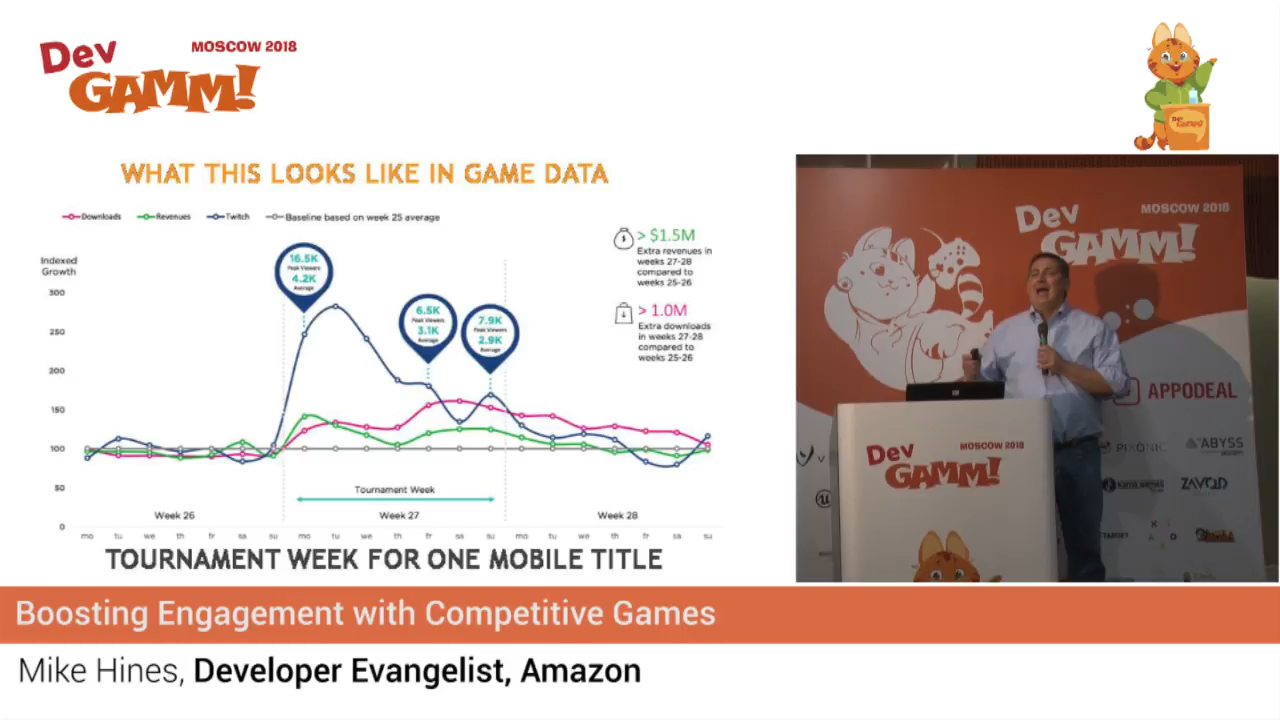 Dev
GAMM!
MOSCOW 2018
WHAT THIS LOOKS LIKE IN GAME DATA
Downloads
Revenues
Twitch
Baseline based on week 25 average
Indexed
Growth
300
250
200
150
100
50
0
16.5K
Peak Viewers
4.2K
Average
6.5K
Peak Viewers
3.1K
Average
7.9K
Peak Viewers
2.9K
Average
> $1.5M
Extra revenues in
weeks 27-28
compared to
weeks 25-26
> 1.0M
Extra downloads
in weeks 27-28
compared to
weeks 25-26
Tournament Week
Week 26
Week 27
Week 28
mo tu we th fr sa su mo tu we th fr sa su mo tu we th fr sa su
TOURNAMENT WEEK FOR ONE MOBILE TITLE
Dev
GAMM!
Dev
GAMM!
MOSCOW 2018
APPODEAL
PIXONIC
ABYSS
ZAVOD
Dev
GAMM!
MOSCOW 2018
Boosting Engagement with Competitive Games
Mike Hines, Developer Evangelist, Amazon